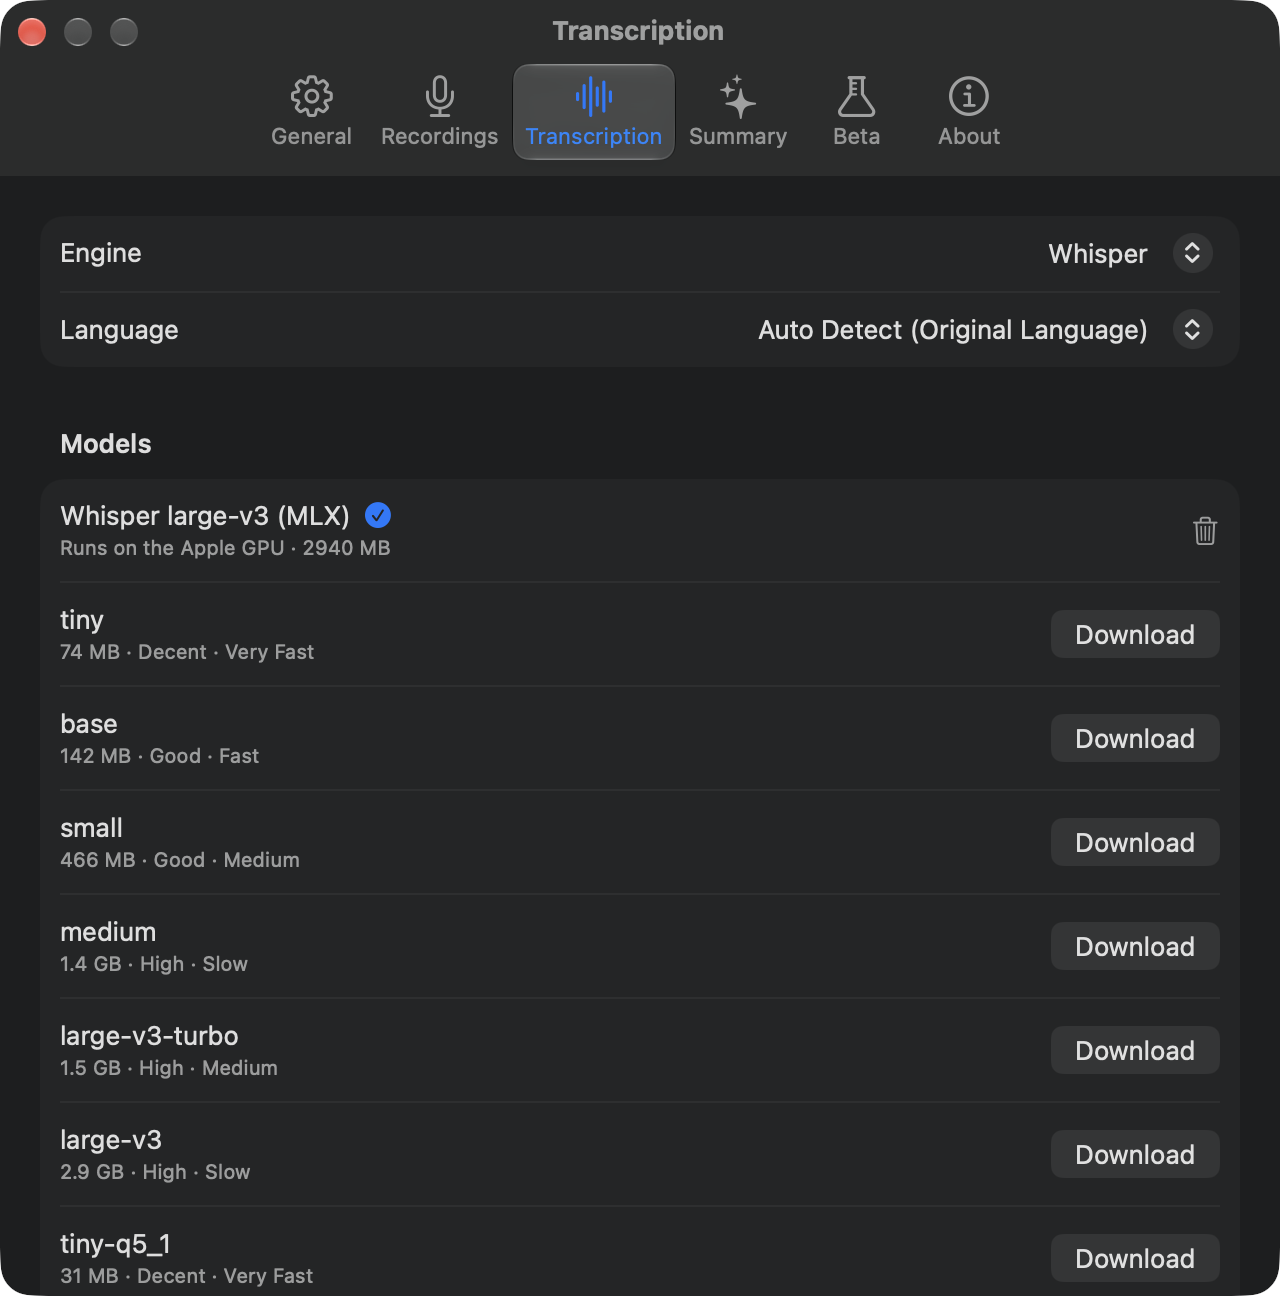 Transcription
General
Recordings
Transcription
Summary
Beta
About
Engine
Whisper
Language
Auto Detect (Original Language)
Models
Whisper large-v3 (MLX)
Runs on the Apple GPU · 2940 MB
tiny
74 MB · Decent · Very Fast
Download
base
142 MB · Good · Fast
Download
small
466 MB · Good · Medium
Download
medium
1.4 GB · High · Slow
Download
large-v3-turbo
1.5 GB · High · Medium
Download
large-v3
2.9 GB · High · Slow
Download
tiny-q5_1
31 MB · Decent · Very Fast
Download